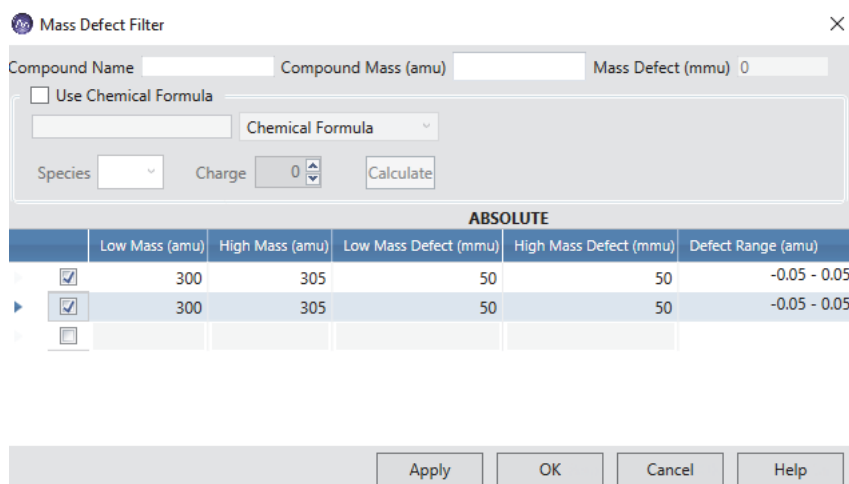 Mass Defect Filter
Compound Name Compound Mass (amu) Mass Defect (mmu) 0
Use Chemical Formula
Chemical Formula
Species Charge 0 Calculate
ABSOLUTE
Low Mass (amu) High Mass (amu) Low Mass Defect (mmu) High Mass Defect (mmu) Defect Range (amu)
300 305 50 50 -0.05 - 0.05
300 305 50 50 -0.05 - 0.05
Apply OK Cancel Help